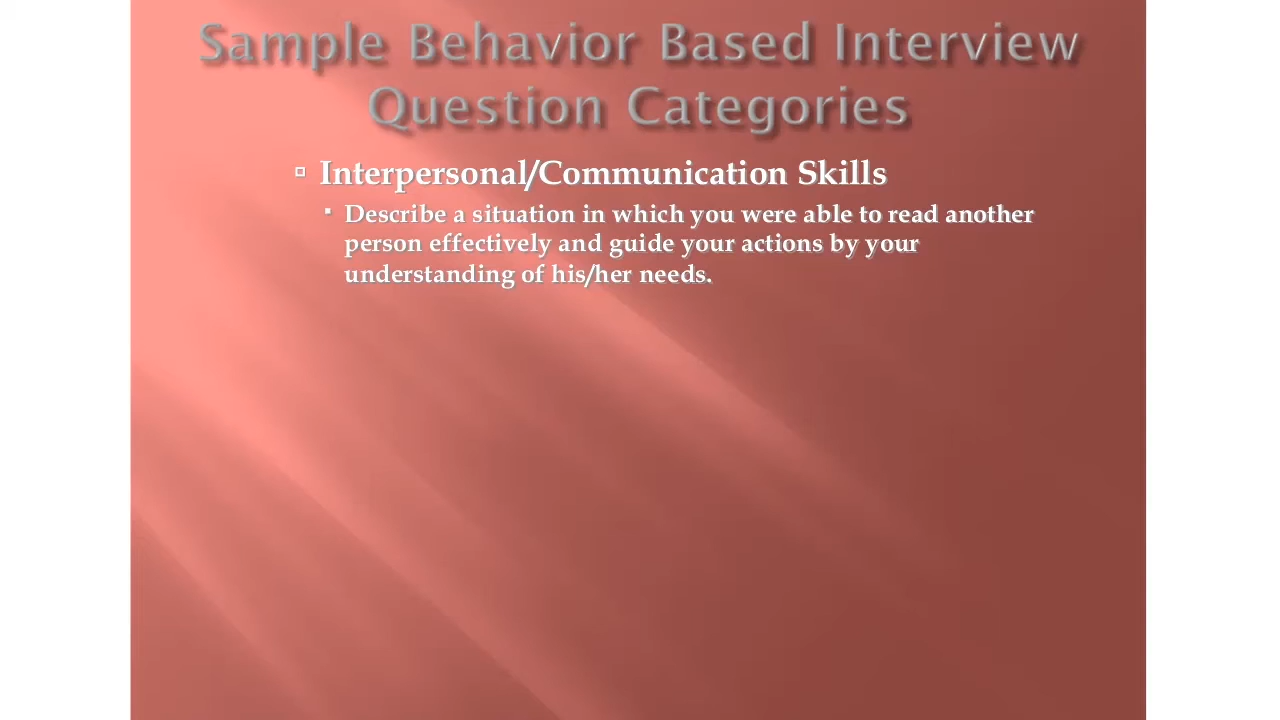 Sample Behavior Based Interview
Question Categories
Interpersonal/Communication Skills
Describe a situation in which you were able to read another
person effectively and guide your actions by your
understanding of his/her needs.